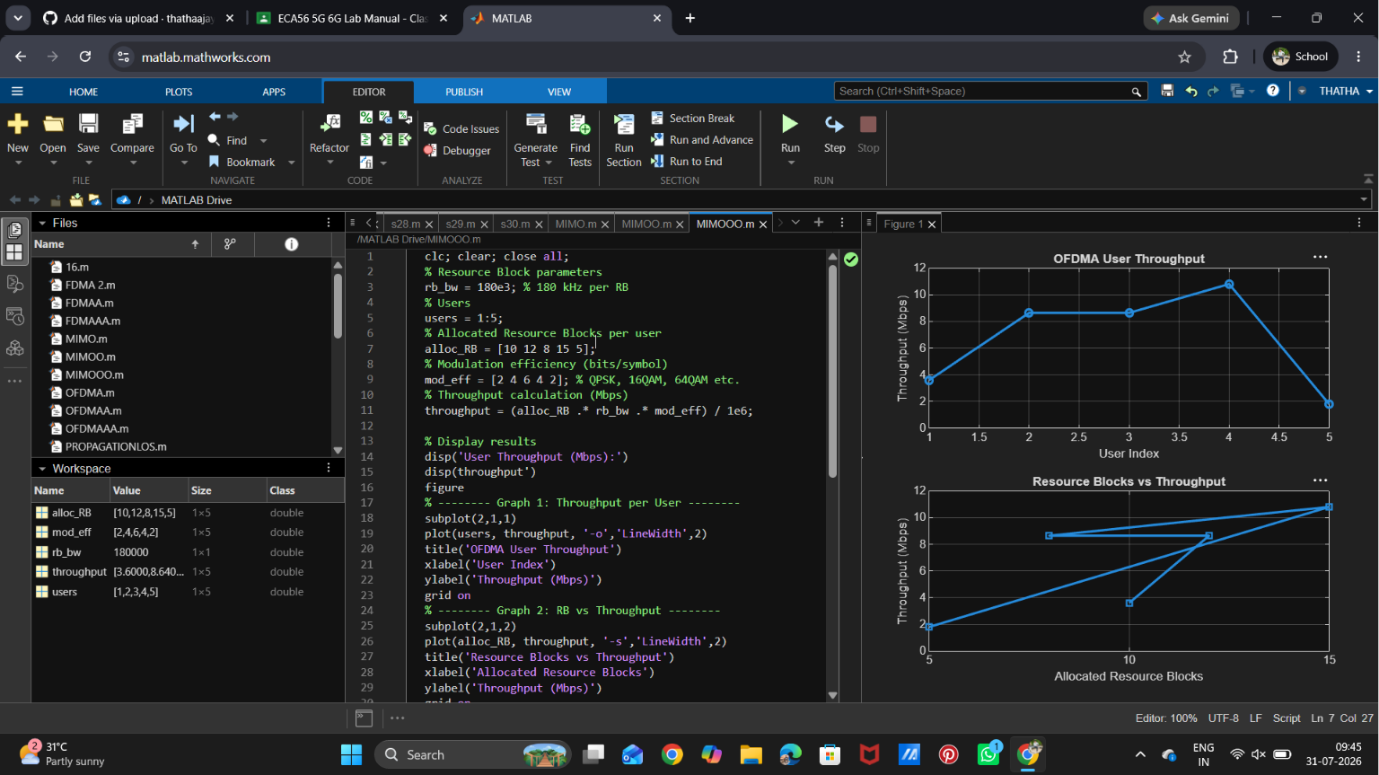 Add files via upload · thathaajay
ECA56 5G 6G Lab Manual - Clas
MATLAB
Ask Gemini
matlab.mathworks.com
School
HOME
PLOTS
APPS
EDITOR
PUBLISH
VIEW
Search (Ctrl+Shift+Space)
THATHA
New
Open
Save
Compare
FILE
Go To
Find
Bookmark
NAVIGATE
Refactor
CODE
Code Issues
Debugger
ANALYZE
Generate Test
Find Tests
TEST
Run Section
Section Break
Run and Advance
Run to End
SECTION
Run
Step
Stop
RUN
/ › MATLAB Drive
Files
Name
16.m
FDMA 2.m
FDMAA.m
FDMAAA.m
MIMO.m
MIMOO.m
MIMOOO.m
OFDMA.m
OFDMAA.m
OFDMAAA.m
PROPAGATIONLOS.m
Workspace
Name Value Size Class
alloc_RB [10,12,8,15,5] 1×5 double
mod_eff [2,4,6,4,2] 1×5 double
rb_bw 180000 1×1 double
throughput [3.6000,8.640... 1×5 double
users [1,2,3,4,5] 1×5 double
s28.m s29.m s30.m MIMO.m MIMOO.m MIMOOO.m
/MATLAB Drive/MIMOOO.m
1 clc; clear; close all;
2 % Resource Block parameters
3 rb_bw = 180e3; % 180 kHz per RB
4 % Users
5 users = 1:5;
6 % Allocated Resource Blocks per user
7 alloc_RB = [10 12 8 15 5];
8 % Modulation efficiency (bits/symbol)
9 mod_eff = [2 4 6 4 2]; % QPSK, 16QAM, 64QAM etc.
10 % Throughput calculation (Mbps)
11 throughput = (alloc_RB .* rb_bw .* mod_eff) / 1e6;
12
13 % Display results
14 disp('User Throughput (Mbps):')
15 disp(throughput')
16 figure
17 % -------- Graph 1: Throughput per User --------
18 subplot(2,1,1)
19 plot(users, throughput, '-o','LineWidth',2)
20 title('OFDMA User Throughput')
21 xlabel('User Index')
22 ylabel('Throughput (Mbps)')
23 grid on
24 % -------- Graph 2: RB vs Throughput --------
25 subplot(2,1,2)
26 plot(alloc_RB, throughput, '-s','LineWidth',2)
27 title('Resource Blocks vs Throughput')
28 xlabel('Allocated Resource Blocks')
29 ylabel('Throughput (Mbps)')
grid on
Figure 1
OFDMA User Throughput
Throughput (Mbps)
12
10
8
6
4
2
0
1 1.5 2 2.5 3 3.5 4 4.5 5
User Index
Resource Blocks vs Throughput
Throughput (Mbps)
12
10
8
6
4
2
0
5 10 15
Allocated Resource Blocks
Editor: 100% UTF-8 LF Script Ln 7 Col 27
2
31°C
Partly sunny
Search
1
ENG
IN
09:45
31-07-2026